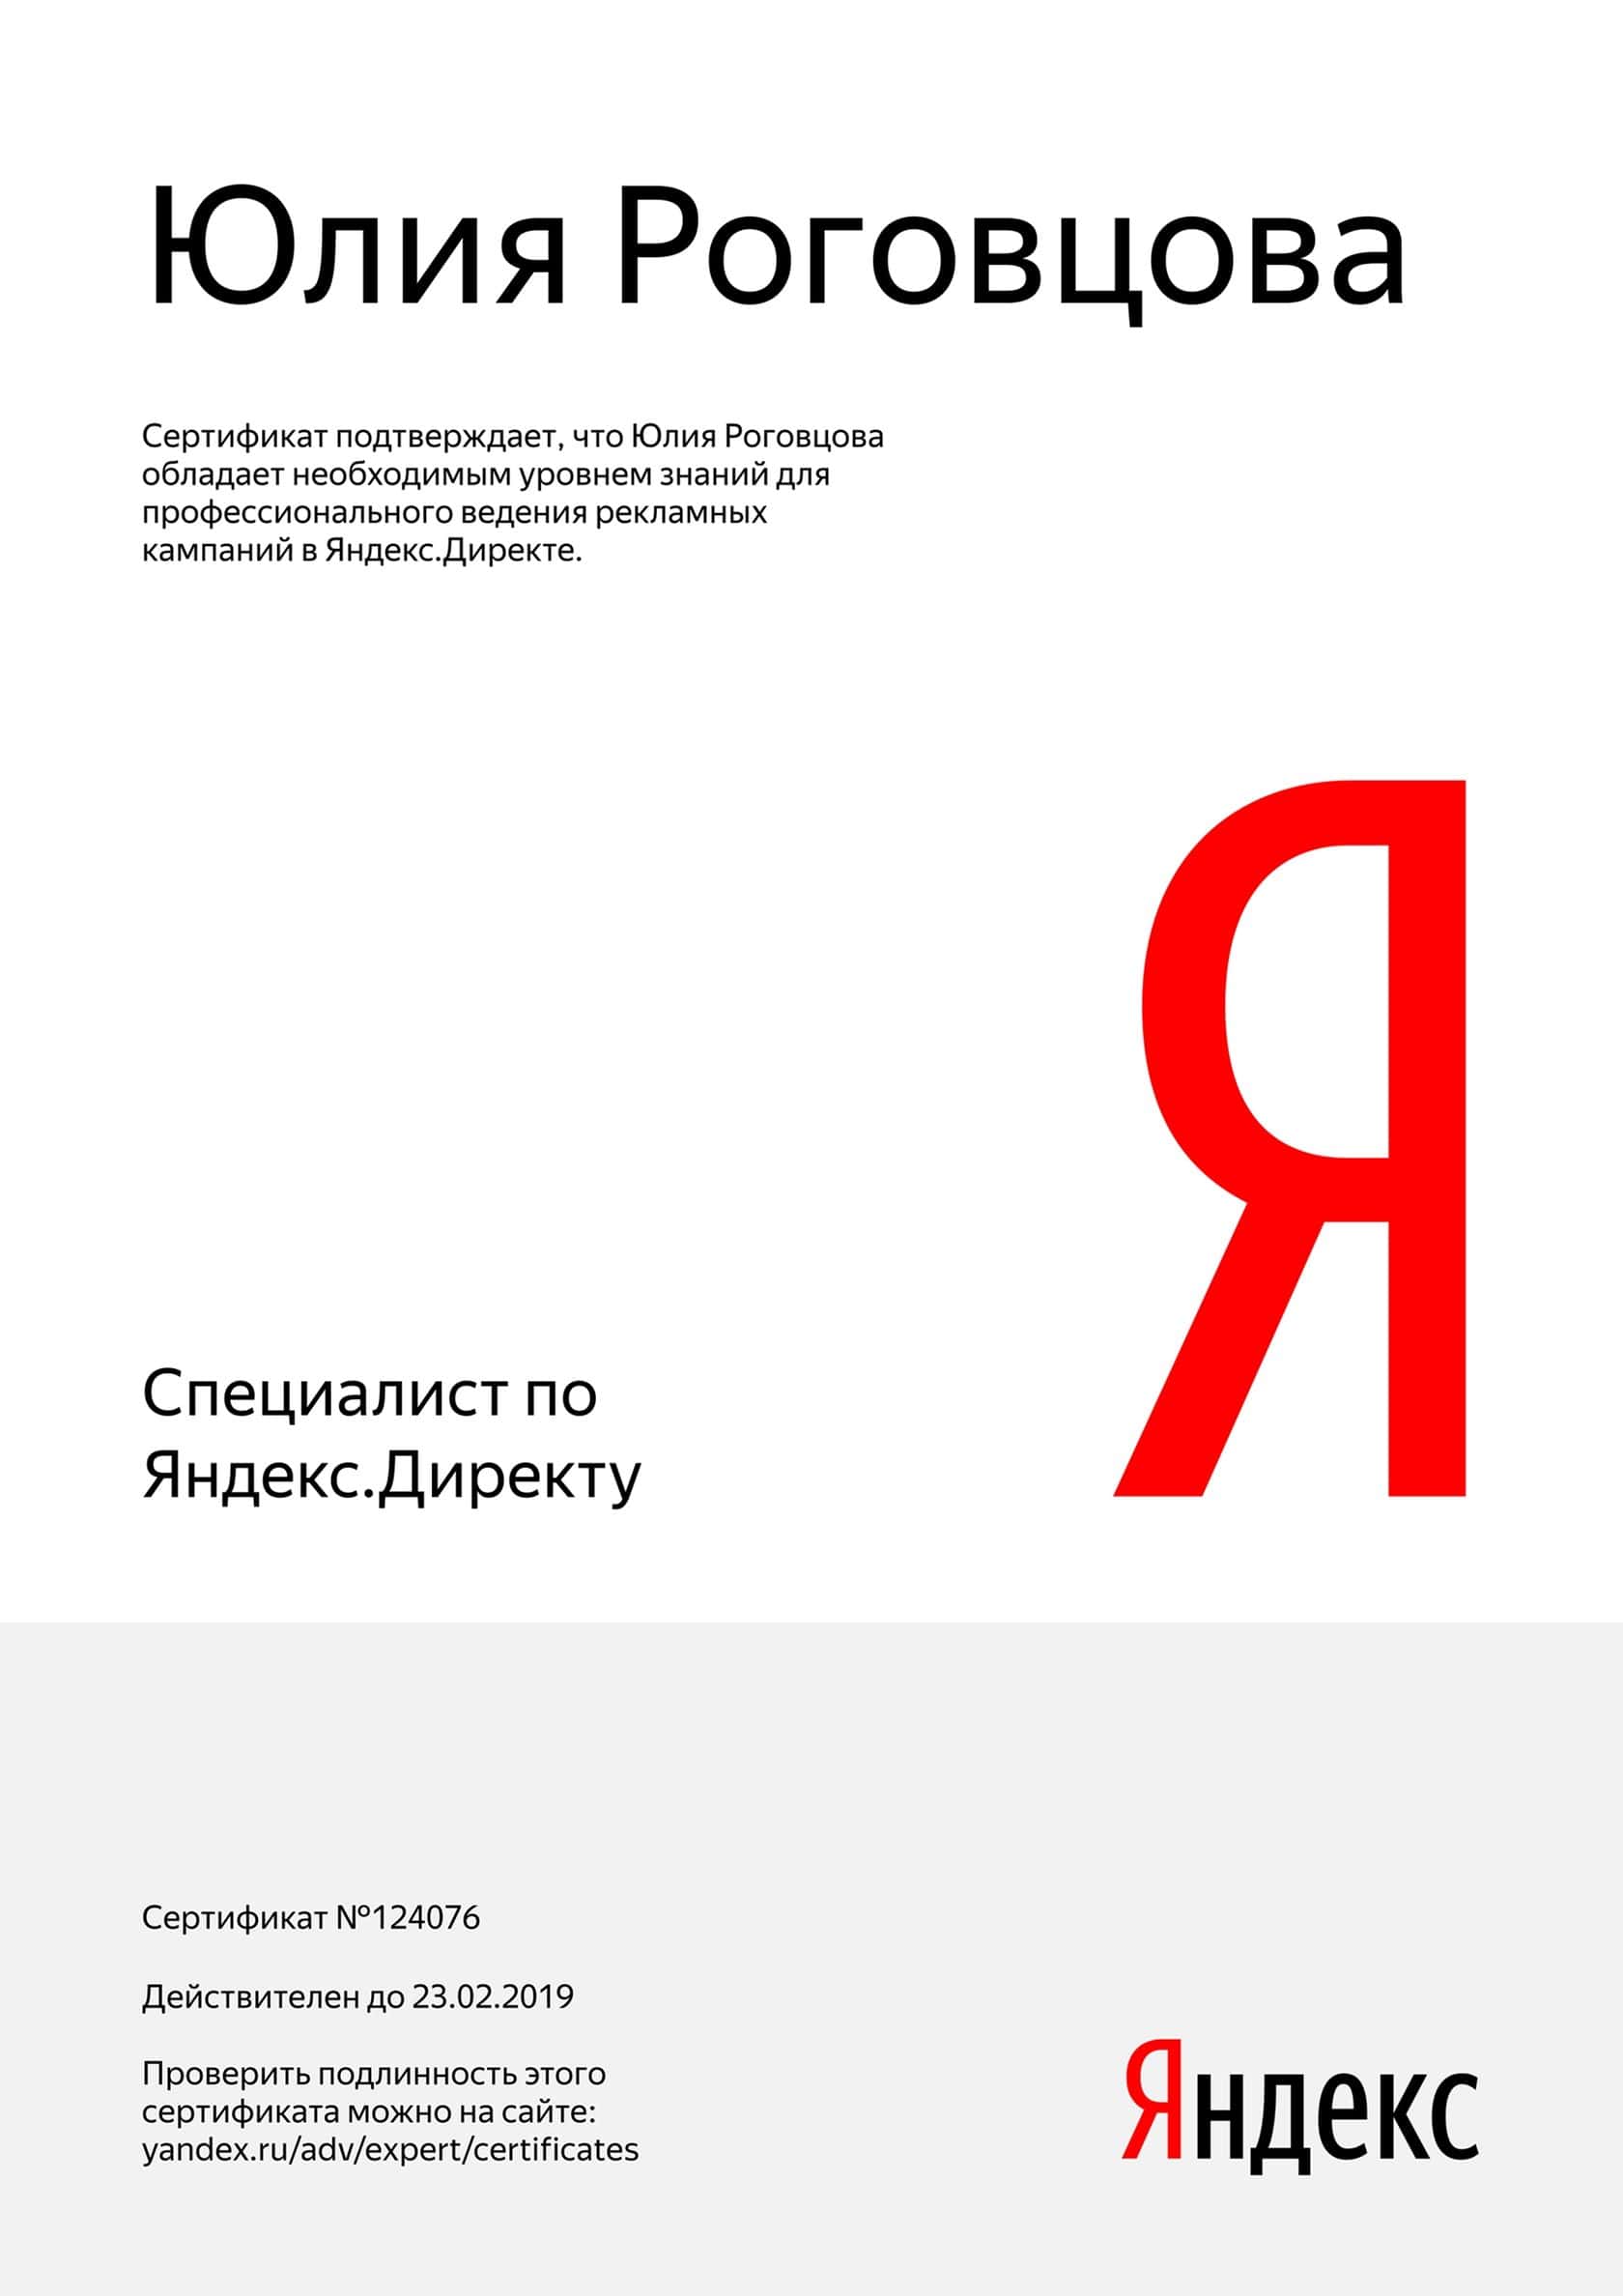 Юлия Роговцова
Сертификат подтверждает, что Юлия Роговцова
обладает необходимым уровнем знаний для
профессионального ведения рекламных
кампаний в Яндекс.Директе.
Я
Специалист по
Яндекс.Директу
Сертификат №124076
Действителен до 23.02.2019
Проверить подлинность этого
сертификата можно на сайте:
yandex.ru/adv/expert/certificates
Яндекс